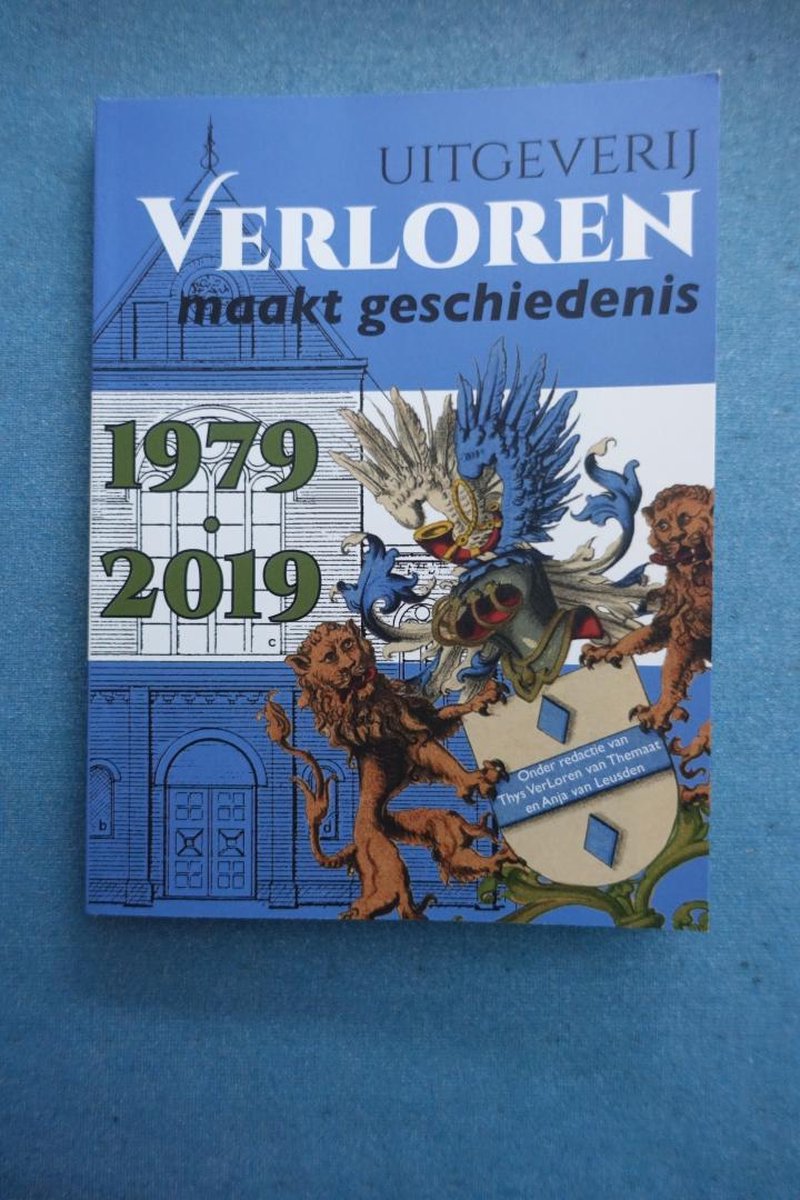 UITGEVERIJ
VERLOREN
maakt geschiedenis
1979
·
2019
c
b
d
Onder redactie van
Thys VerLoren van Themaat
en Anja van Leusden